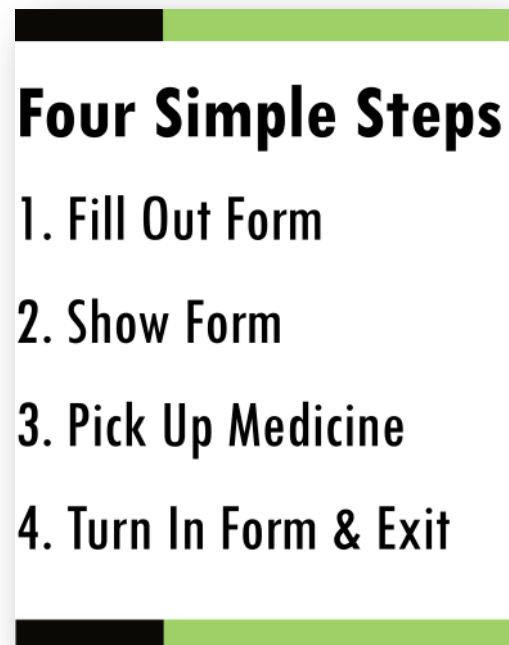 Four Simple Steps
1. Fill Out Form
2. Show Form
3. Pick Up Medicine
4. Turn In Form & Exit